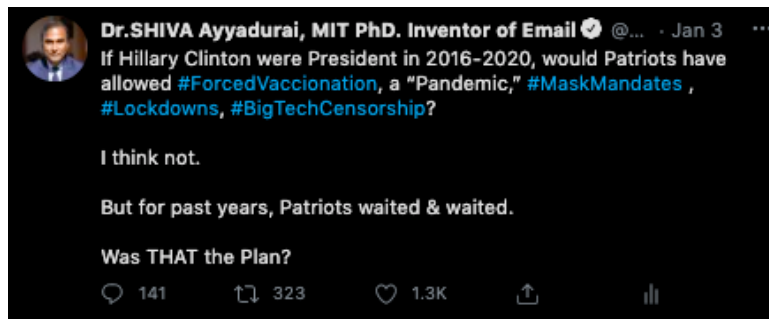 Dr.SHIVA Ayyadurai, MIT PhD. Inventor of Email @... · Jan 3 ...
If Hillary Clinton were President in 2016-2020, would Patriots have
allowed #ForcedVaccionation, a “Pandemic,” #MaskMandates ,
#Lockdowns, #BigTechCensorship?
I think not.
But for past years, Patriots waited & waited.
Was THAT the Plan?
141 323 1.3K